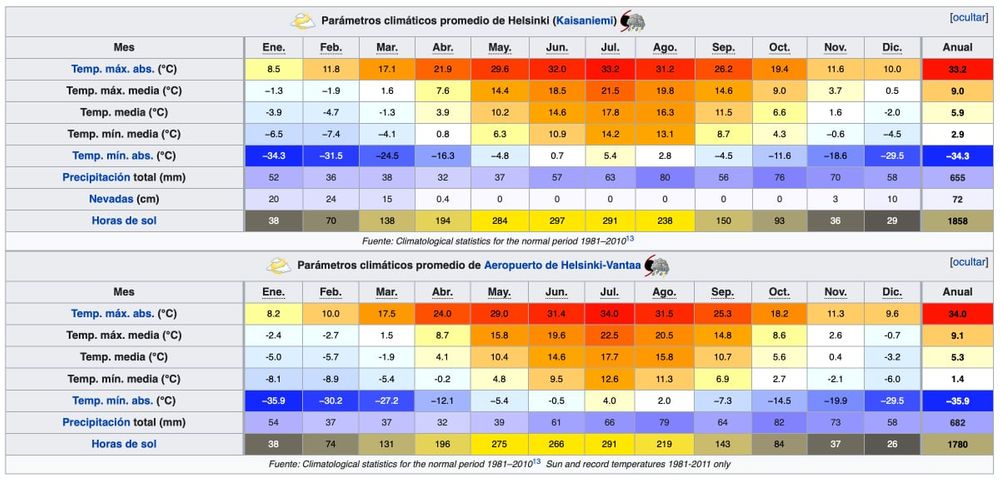 Parámetros climáticos promedio de Helsinki (Kaisaniemi) [ocultar]
Mes Ene. Feb. Mar. Abr. May. Jun. Jul. Ago. Sep. Oct. Nov. Dic. Anual
Temp. máx. abs. (°C) 8.5 11.8 17.1 21.9 29.6 32.0 33.2 31.2 26.2 19.4 11.6 10.0 33.2
Temp. máx. media (°C) −1.3 −1.9 1.6 7.6 14.4 18.5 21.5 19.8 14.6 9.0 3.7 0.5 9.0
Temp. media (°C) -3.9 -4.7 -1.3 3.9 10.2 14.6 17.8 16.3 11.5 6.6 1.6 -2.0 5.9
Temp. mín. media (°C) −6.5 −7.4 −4.1 0.8 6.3 10.9 14.2 13.1 8.7 4.3 −0.6 −4.5 2.9
Temp. mín. abs. (°C) −34.3 −31.5 −24.5 −16.3 −4.8 0.7 5.4 2.8 −4.5 −11.6 −18.6 −29.5 −34.3
Precipitación total (mm) 52 36 38 32 37 57 63 80 56 76 70 58 655
Nevadas (cm) 20 24 15 0.4 0 0 0 0 0 0 3 10 72
Horas de sol 38 70 138 194 284 297 291 238 150 93 36 29 1858
Fuente: Climatological statistics for the normal period 1981–2010¹³
Parámetros climáticos promedio de Aeropuerto de Helsinki-Vantaa [ocultar]
Mes Ene. Feb. Mar. Abr. May. Jun. Jul. Ago. Sep. Oct. Nov. Dic. Anual
Temp. máx. abs. (°C) 8.2 10.0 17.5 24.0 29.0 31.4 34.0 31.5 25.3 18.2 11.3 9.6 34.0
Temp. máx. media (°C) -2.4 -2.7 1.5 8.7 15.8 19.6 22.5 20.5 14.8 8.6 2.6 -0.7 9.1
Temp. media (°C) -5.0 -5.7 -1.9 4.1 10.4 14.6 17.7 15.8 10.7 5.6 0.4 -3.2 5.3
Temp. mín. media (°C) -8.1 -8.9 -5.4 -0.2 4.8 9.5 12.6 11.3 6.9 2.7 -2.1 -6.0 1.4
Temp. mín. abs. (°C) −35.9 −30.2 −27.2 −12.1 −5.4 −0.5 4.0 2.0 −7.3 −14.5 −19.9 −29.5 −35.9
Precipitación total (mm) 54 37 37 32 39 61 66 79 64 82 73 58 682
Horas de sol 38 74 131 196 275 266 291 219 143 84 37 26 1780
Fuente: Climatological statistics for the normal period 1981–2010¹³ Sun and record temperatures 1981-2011 only